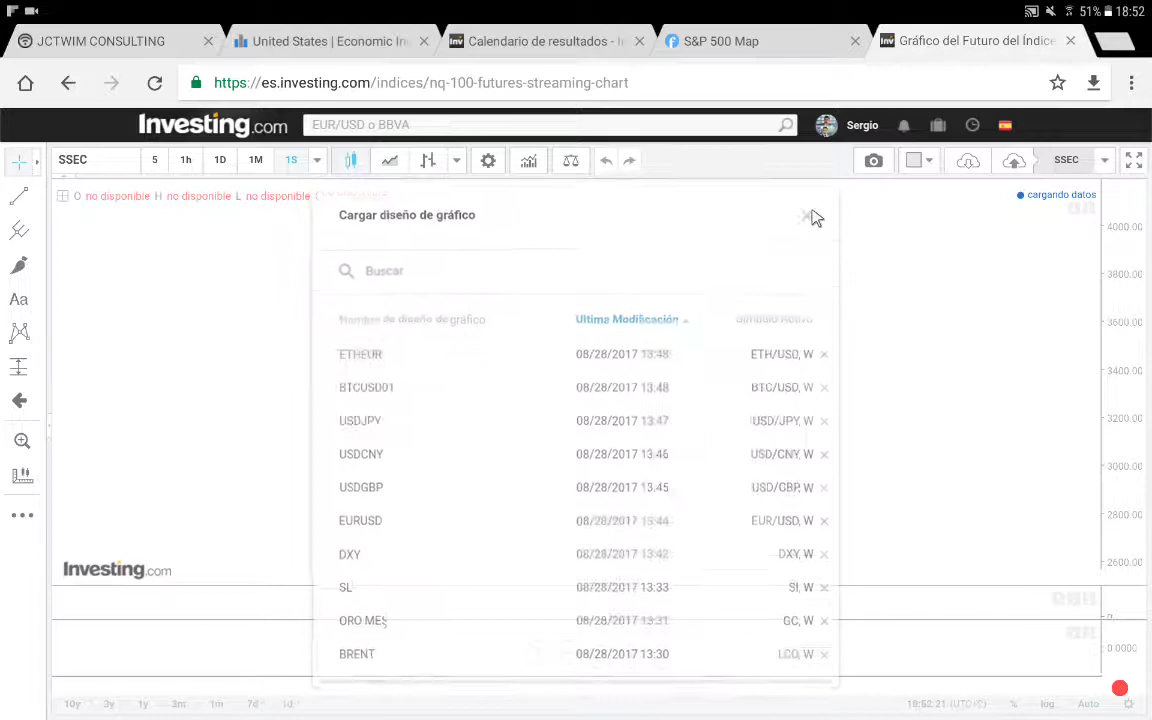 51% 18:52
JCTWIM CONSULTING
United States | Economic In
Calendario de resultados - I
S&P 500 Map
Gráfico del Futuro del Índice
https://es.investing.com/indices/nq-100-futures-streaming-chart
Investing.com
EUR/USD o BBVA
Sergio
SSEC 5 1h 1D 1M 1S
SSEC
O no disponible H no disponible L no disponible
cargando datos
Cargar diseño de gráfico
Buscar
Nombre de diseño de gráfico Ultima Modificación Símbolo Activo
ETHEUR 08/28/2017 13:48 ETH/USD, W
BTCUSD01 08/28/2017 13:48 BTC/USD, W
USDJPY 08/28/2017 13:47 USD/JPY, W
USDCNY 08/28/2017 13:46 USD/CNY, W
USDGBP 08/28/2017 13:45 USD/GBP, W
EURUSD 08/28/2017 13:44 EUR/USD, W
DXY 08/28/2017 13:42 DXY, W
SL 08/28/2017 13:33 SI, W
ORO MES 08/28/2017 13:31 GC, W
BRENT 08/28/2017 13:30 LCO, W
4000.00
3800.00
3600.00
3400.00
3200.00
3000.00
2800.00
2600.00
0.0000
Aa
Investing.com
10y 3y 1y 3m 1m 7d 1d
18:52:21 (UTC+2) % log Auto